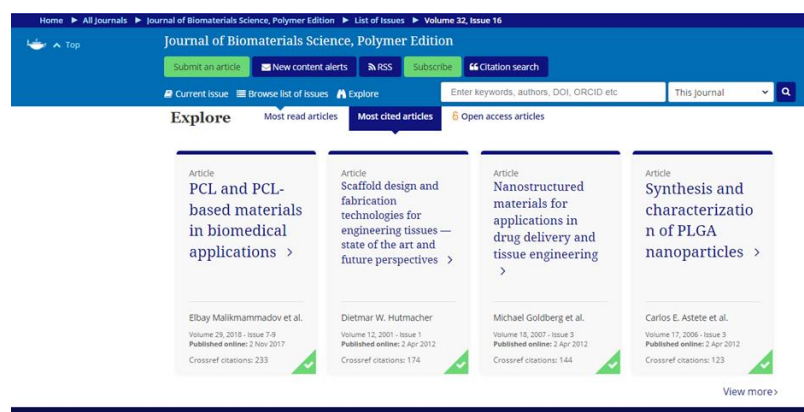 Home ▶ All Journals ▶ Journal of Biomaterials Science, Polymer Edition ▶ List of Issues ▶ Volume 32, Issue 16
Top
Journal of Biomaterials Science, Polymer Edition
Submit an article New content alerts RSS Subscribe Citation search
Current issue Browse list of issues Explore
Enter keywords, authors, DOI, ORCID etc
This Journal
Explore
Most read articles Most cited articles Open access articles
Article
PCL and PCL-
based materials
in biomedical
applications >
Elbay Malikmammadov et al.
Volume 29, 2018 - Issue 7-9
Published online: 2 Nov 2017
Crossref citations: 233
Article
Scaffold design and
fabrication
technologies for
engineering tissues —
state of the art and
future perspectives >
Dietmar W. Hutmacher
Volume 12, 2001 - Issue 1
Published online: 2 Apr 2012
Crossref citations: 174
Article
Nanostructured
materials for
applications in
drug delivery and
tissue engineering
>
Michael Goldberg et al.
Volume 18, 2007 - Issue 3
Published online: 2 Apr 2012
Crossref citations: 144
Article
Synthesis and
characterizatio
n of PLGA
nanoparticles >
Carlos E. Astete et al.
Volume 17, 2006 - Issue 3
Published online: 2 Apr 2012
Crossref citations: 123
View more>